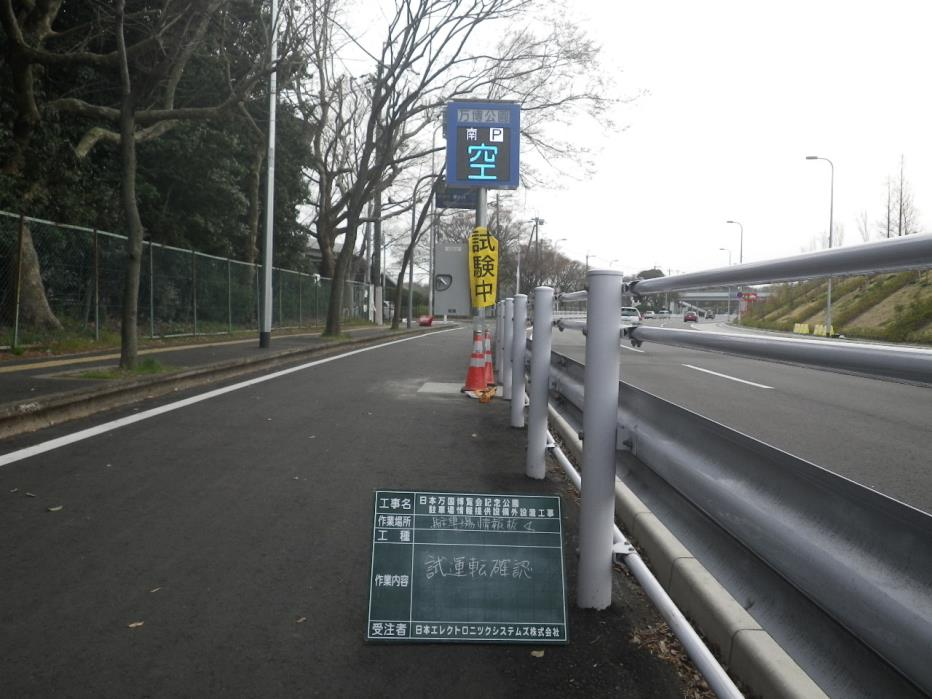 万博公園
南 P
空
試験中
工事名 日本万国博覧会記念公園
駐車場情報提供設備外設置工事
作業場所 駐車場情報板
工種
作業内容 試運転確認
受注者 日本エレクトロニツクシステムズ株式会社